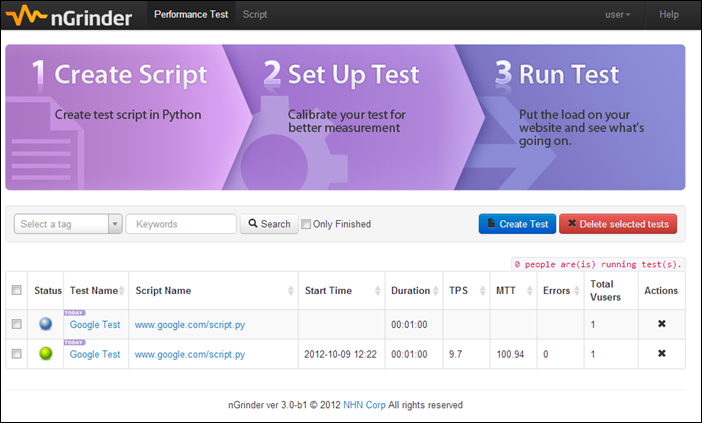 nGrinder Performance Test Script user Help
1 Create Script
Create test script in Python
2 Set Up Test
Calibrate your test for
better measurement
3 Run Test
Put the load on your
website and see what's
going on.
Select a tag Keywords Search Only Finished Create Test Delete selected tests
0 people are(is) running test(s).
Status Test Name Script Name Start Time Duration TPS MTT Errors Total Vusers Actions
TODAY
Google Test www.google.com/script.py 00:01:00 1
TODAY
Google Test www.google.com/script.py 2012-10-09 12:22 00:01:00 9.7 100.94 0 1
nGrinder ver 3.0-b1 © 2012 NHN Corp All rights reserved